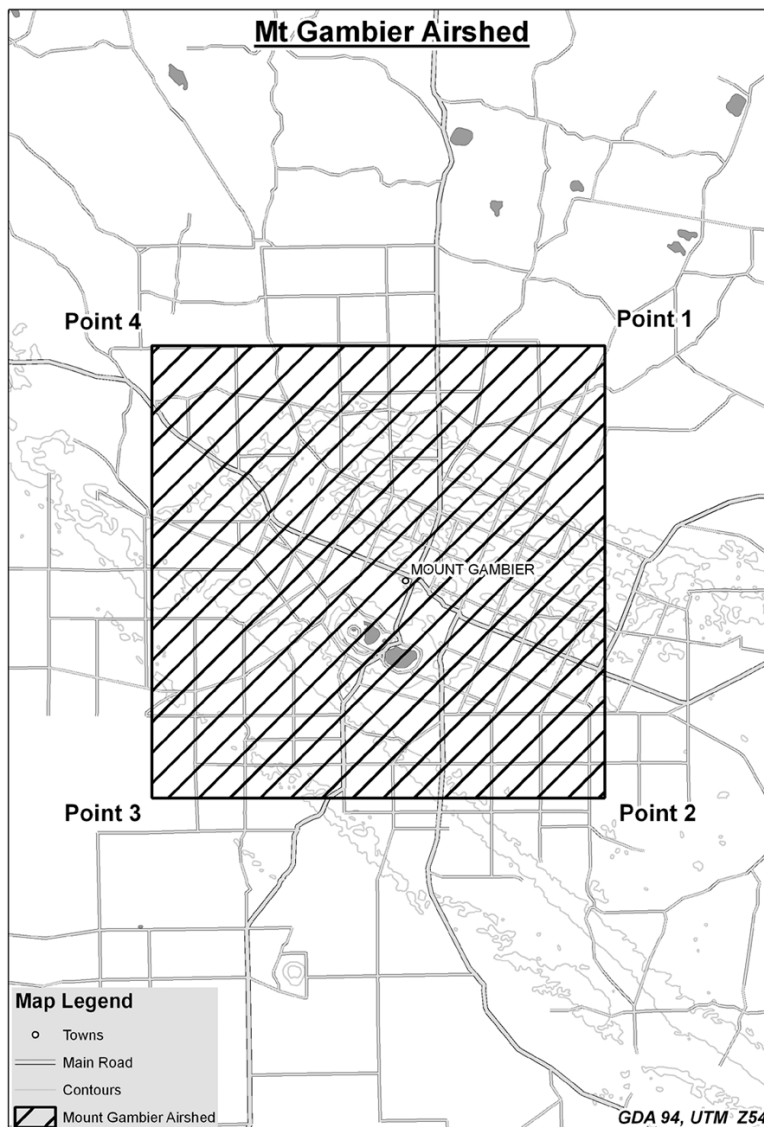 Mt Gambier Airshed
Point 4
Point 1
MOUNT GAMBIER
Point 3
Point 2
Map Legend
Towns
Main Road
Contours
Mount Gambier Airshed
GDA 94, UTM Z54